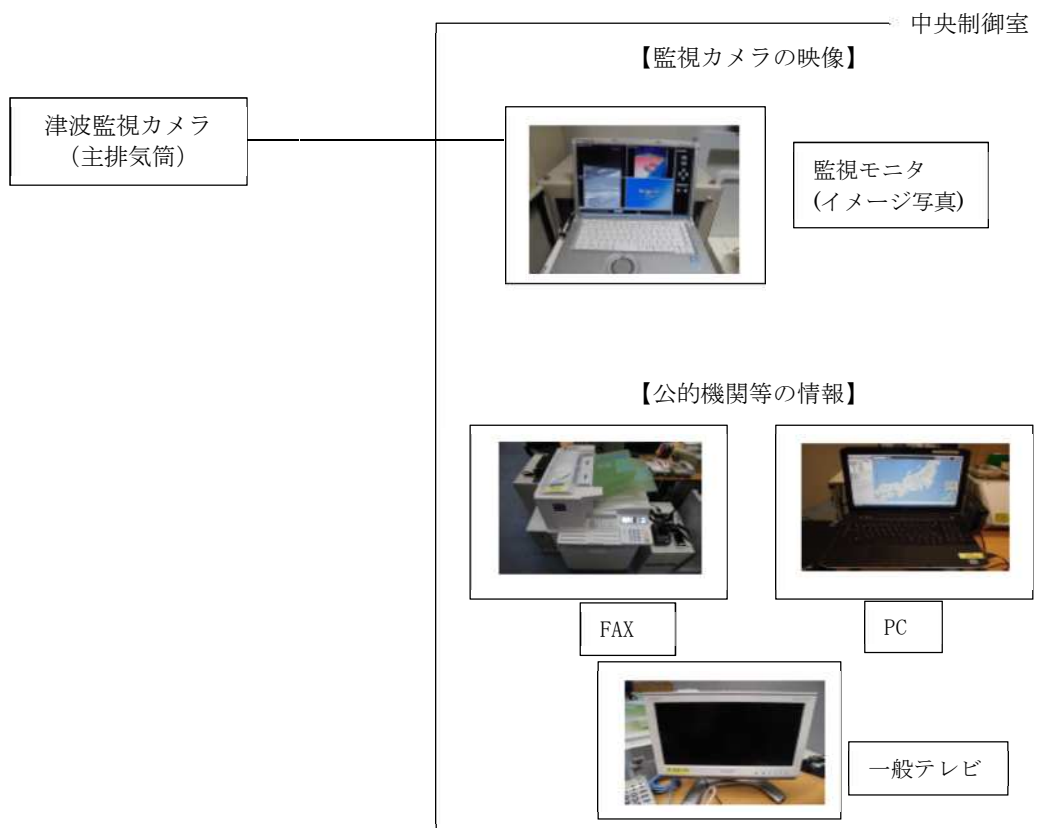 中央制御室
【監視カメラの映像】
津波監視カメラ
（主排気筒）
監視モニタ
(イメージ写真)
【公的機関等の情報】
FAX
PC
一般テレビ